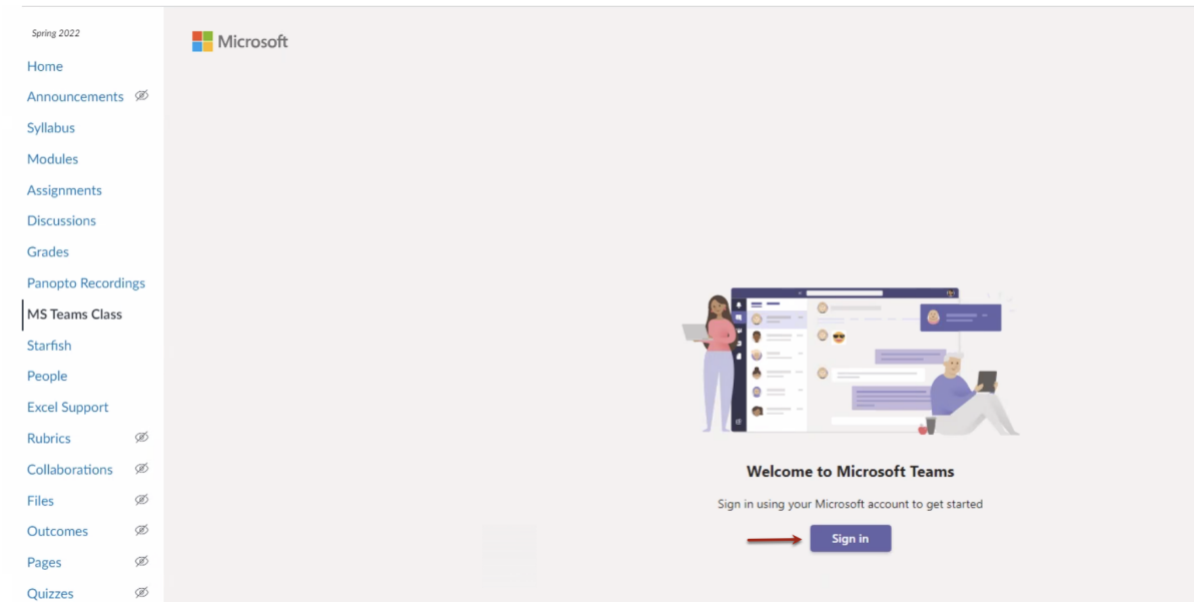 Spring 2022
Home
Announcements
Syllabus
Modules
Assignments
Discussions
Grades
Panopto Recordings
MS Teams Class
Starfish
People
Excel Support
Rubrics
Collaborations
Files
Outcomes
Pages
Quizzes
Microsoft
Welcome to Microsoft Teams
Sign in using your Microsoft account to get started
Sign in